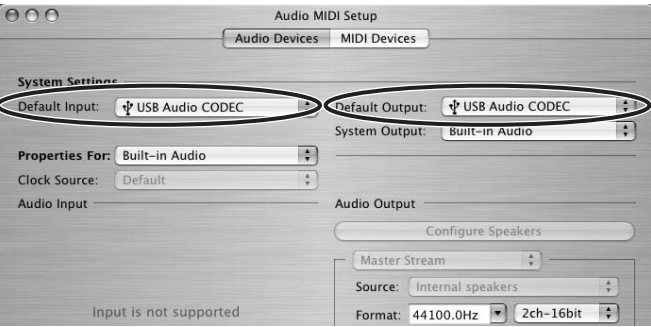 Audio MIDI Setup
Audio Devices MIDI Devices
System Settings
Default Input: USB Audio CODEC Default Output: USB Audio CODEC
System Output: Built-in Audio
Properties For: Built-in Audio
Clock Source: Default
Audio Input Audio Output
Configure Speakers
Master Stream
Source: Internal speakers
Input is not supported Format: 44100.0Hz 2ch-16bit